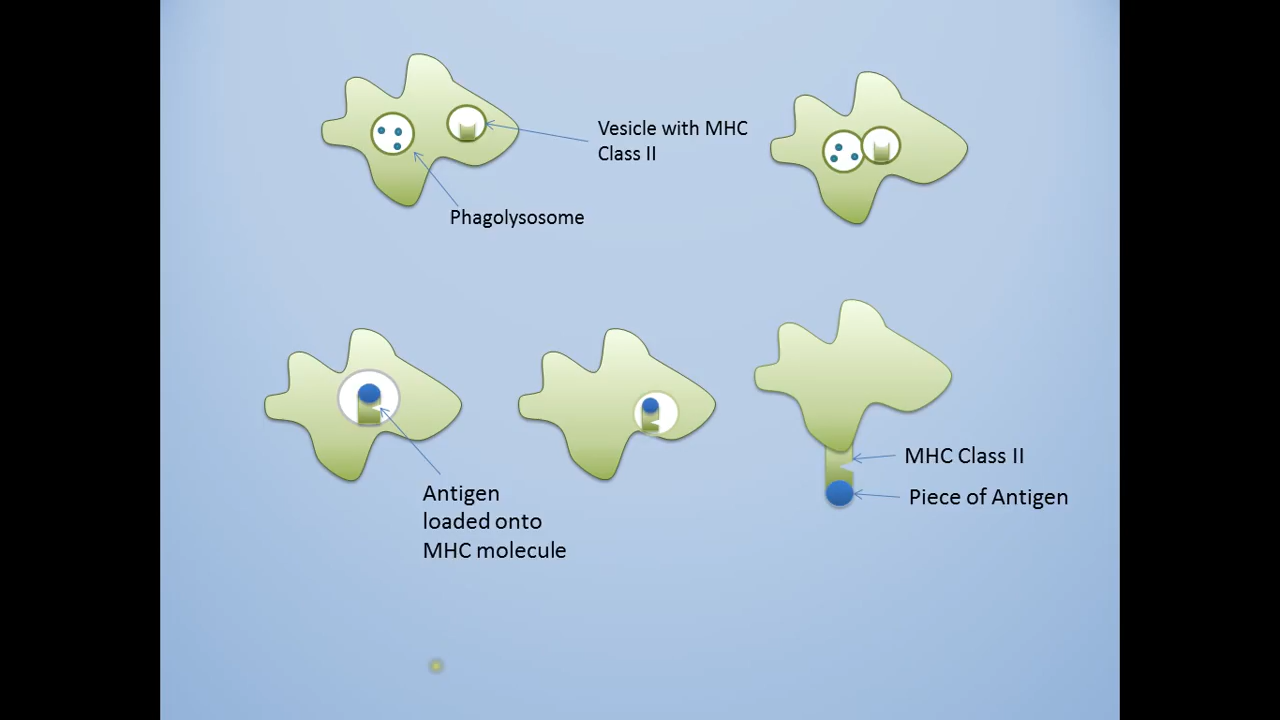 Vesicle with MHC
Class II
Phagolysosome
MHC Class II
Piece of Antigen
Antigen
loaded onto
MHC molecule